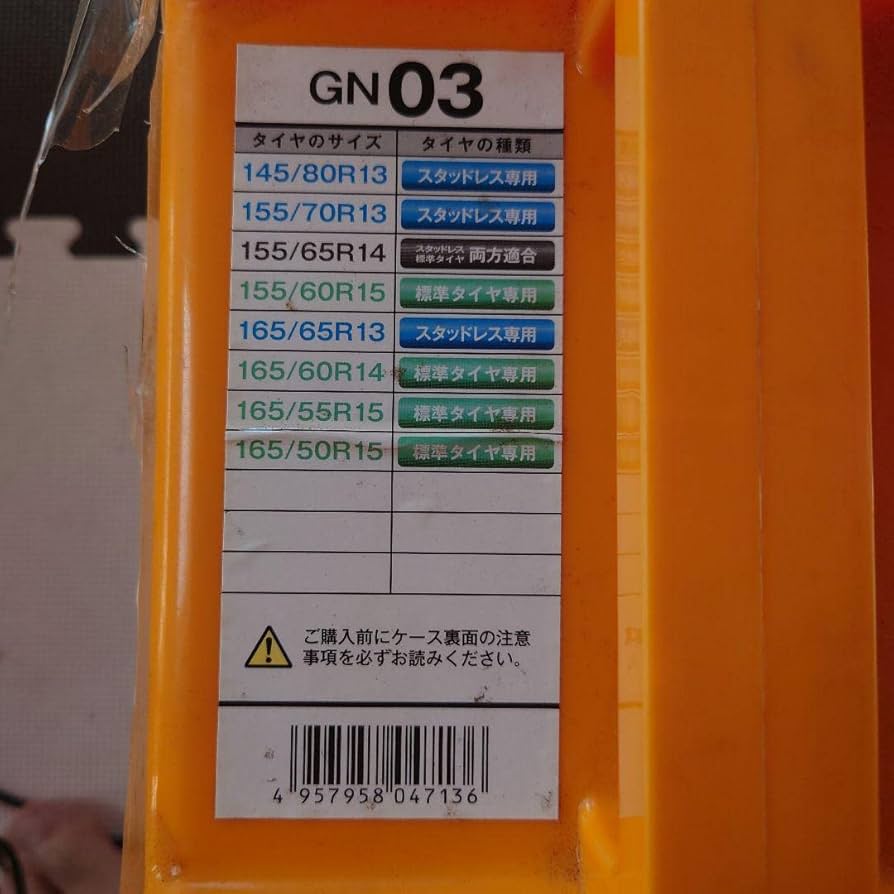 GN03
タイヤのサイズ タイヤの種類
145/80R13 スタッドレス専用
155/70R13 スタッドレス専用
155/65R14 スタッドレス 標準タイヤ 両方適合
155/60R15 標準タイヤ専用
165/65R13 スタッドレス専用
165/60R14 標準タイヤ専用
165/55R15 標準タイヤ専用
165/50R15 標準タイヤ専用
ご購入前にケース裏面の注意
事項を必ずお読みください。
4 957958 047136